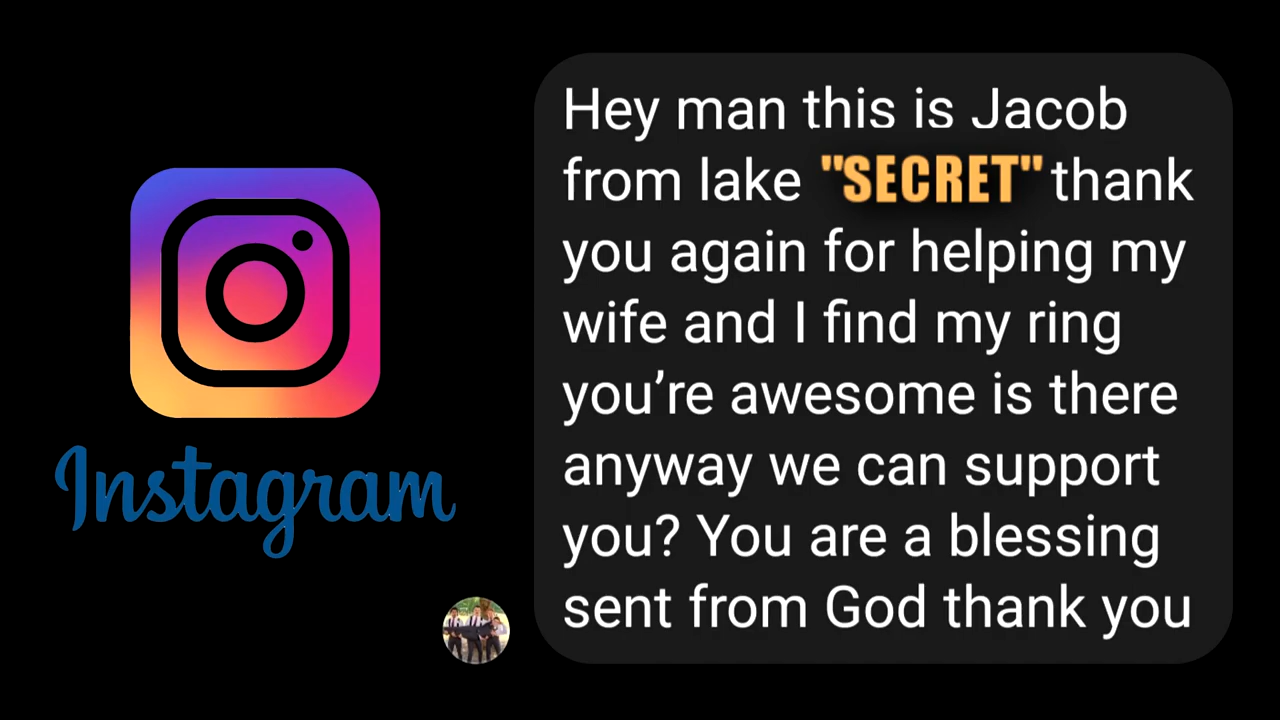 Instagram
Hey man this is Jacob
from lake "SECRET" thank
you again for helping my
wife and I find my ring
you’re awesome is there
anyway we can support
you? You are a blessing
sent from God thank you